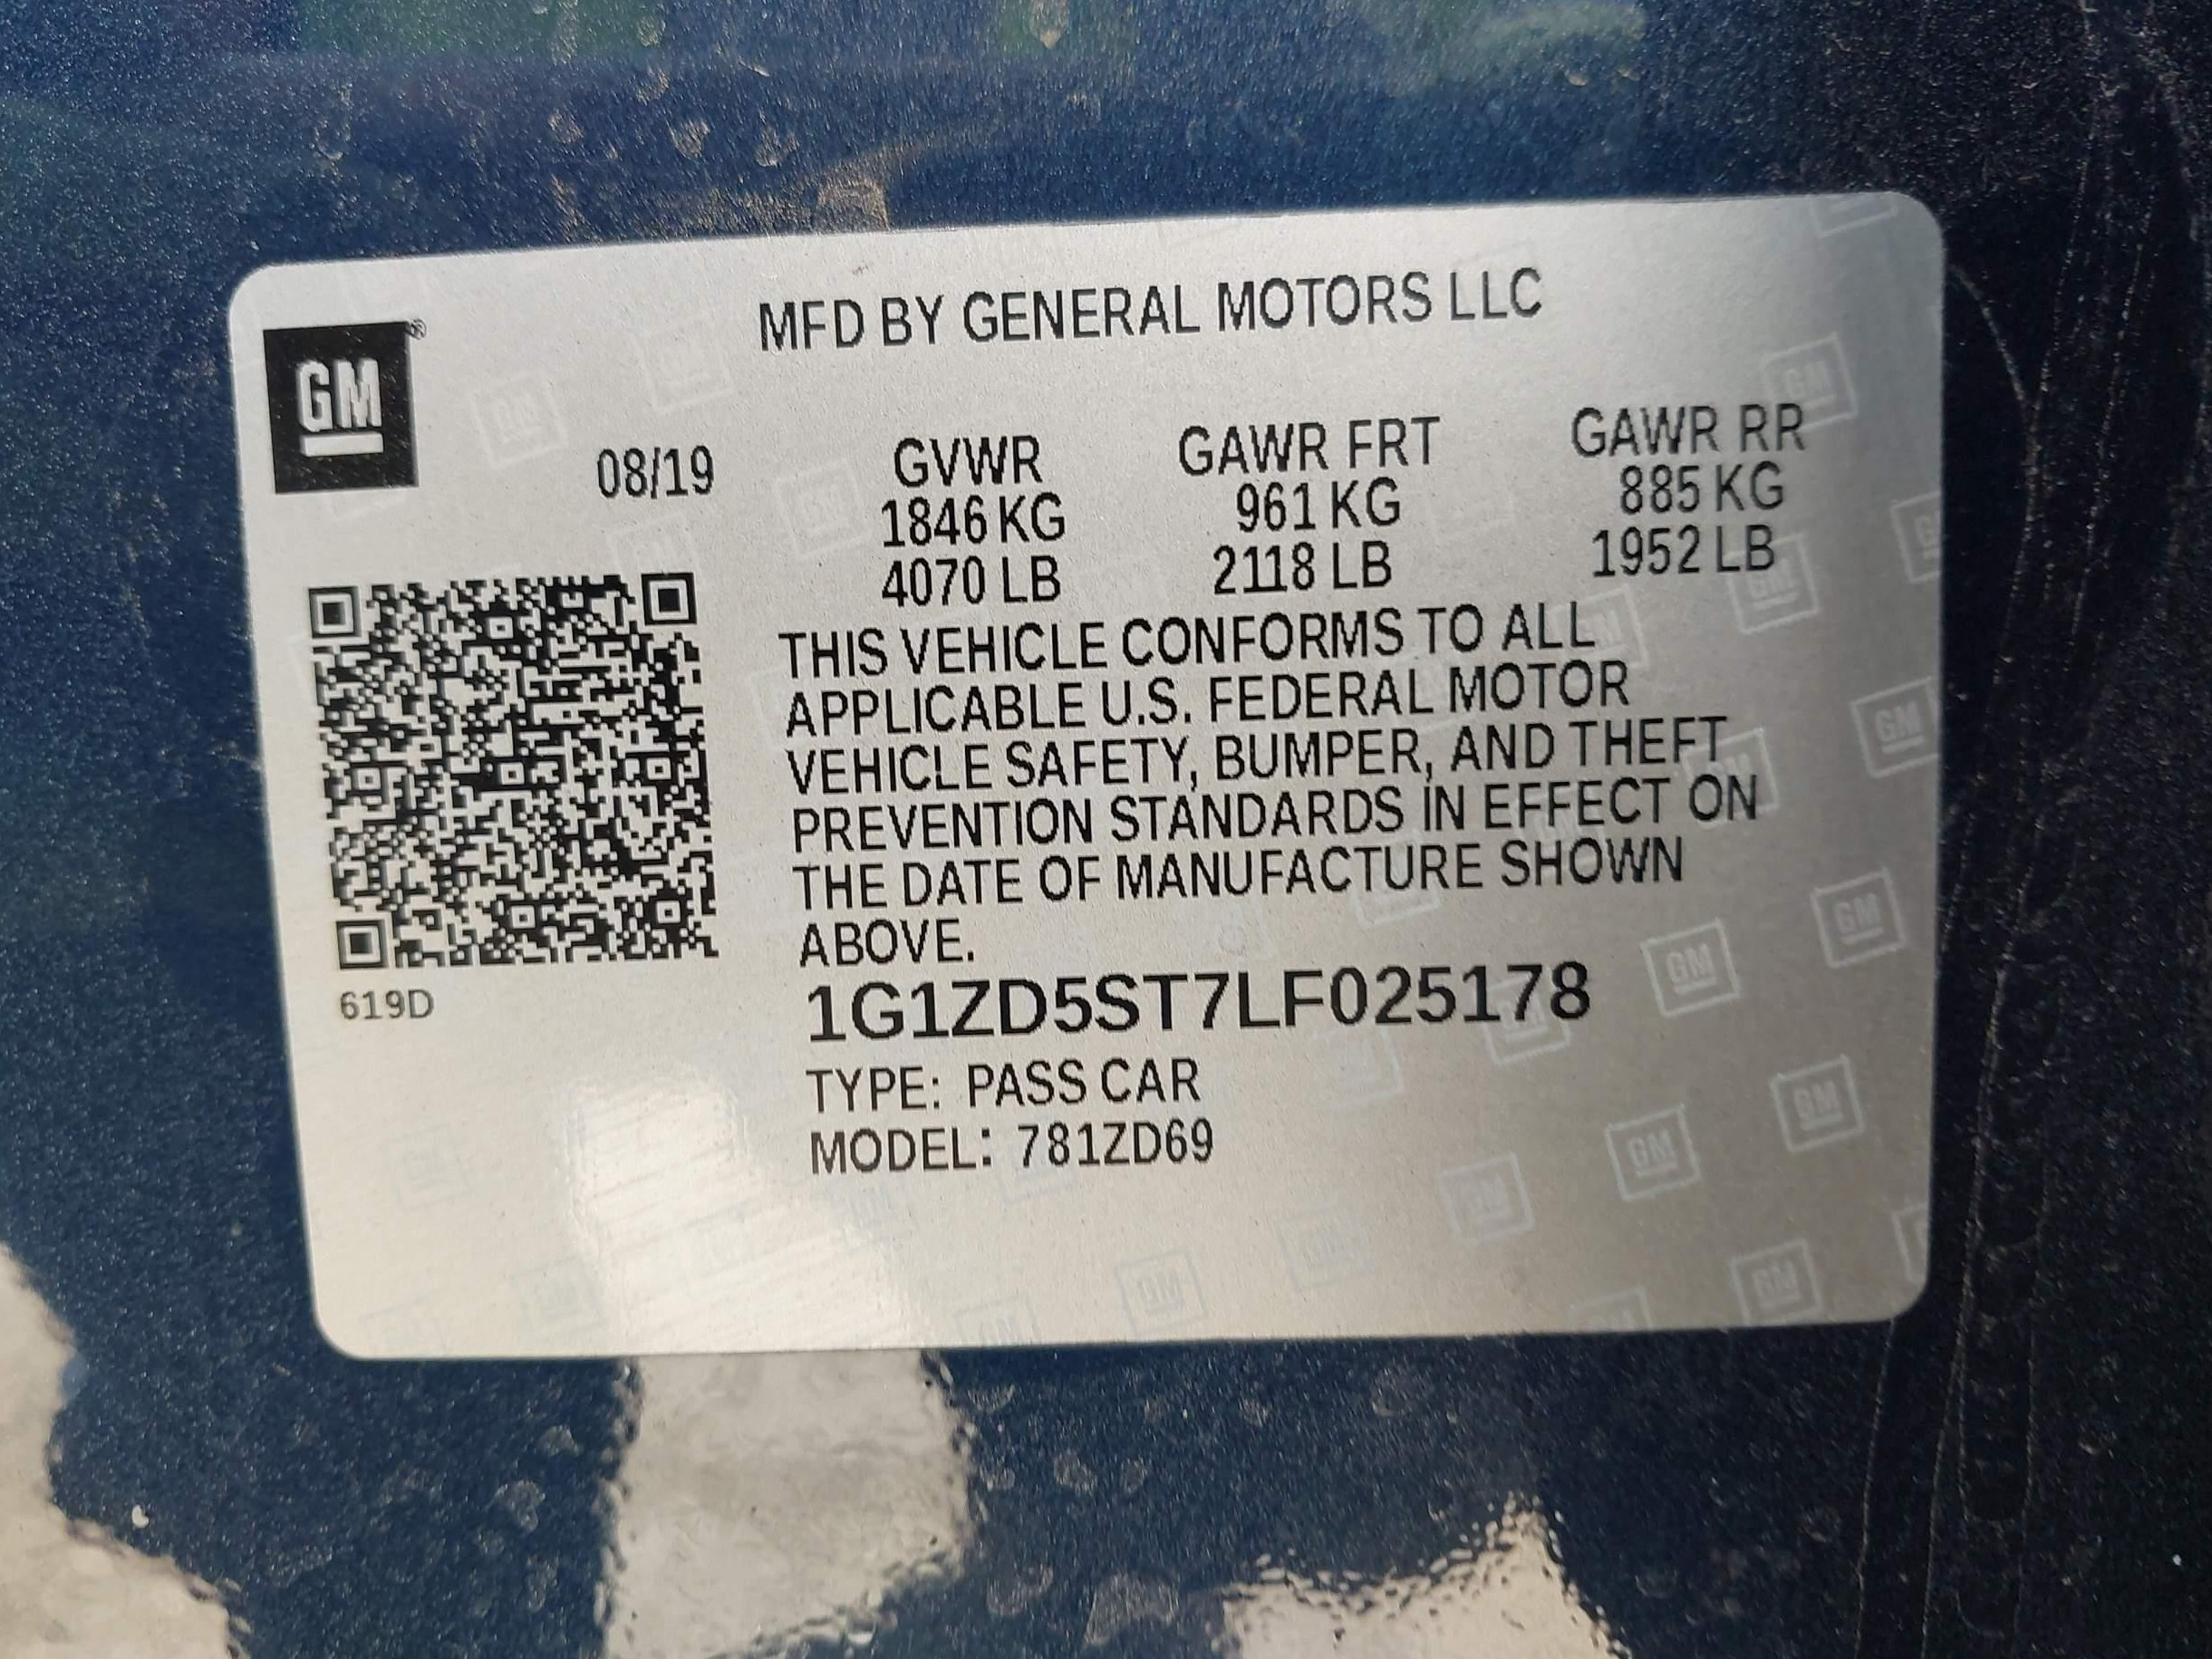 MFD BY GENERAL MOTORS LLC
GM®
08/19
GVWR GAWR FRT GAWR RR
1846 KG 961 KG 885 KG
4070 LB 2118 LB 1952 LB
THIS VEHICLE CONFORMS TO ALL
APPLICABLE U.S. FEDERAL MOTOR
VEHICLE SAFETY, BUMPER, AND THEFT
PREVENTION STANDARDS IN EFFECT ON
THE DATE OF MANUFACTURE SHOWN
ABOVE.
619D
1G1ZD5ST7LF025178
TYPE: PASS CAR
MODEL: 781ZD69